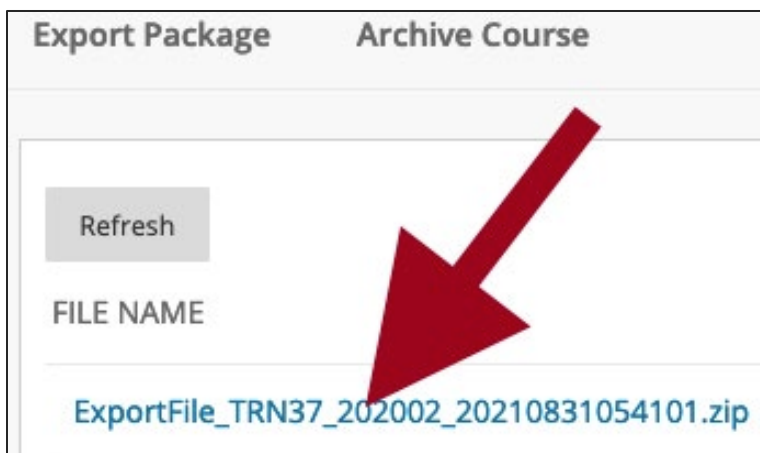 Export Package Archive Course
Refresh
FILE NAME
ExportFile_TRN37_202002_20210831054101.zip